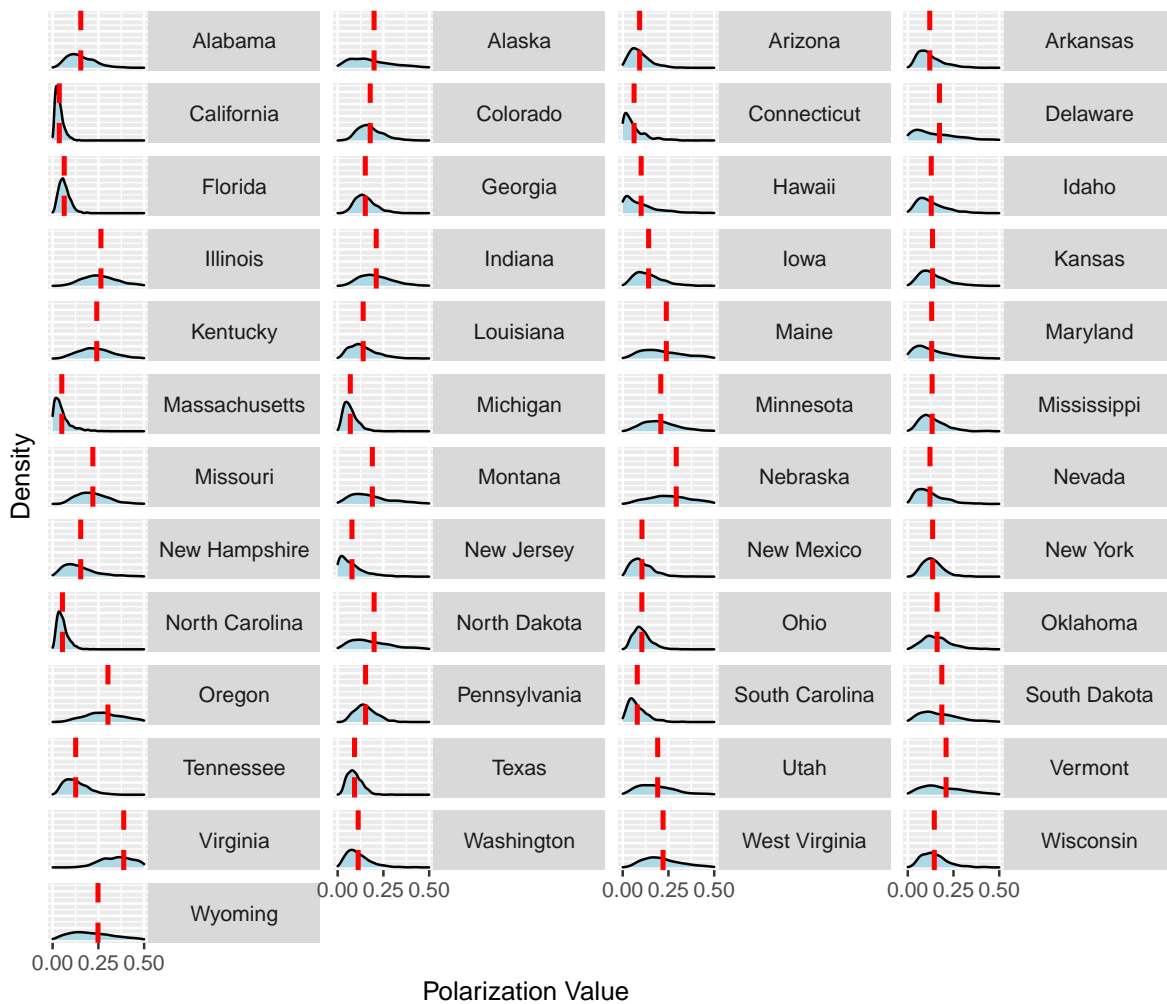 Alabama
Alaska
Arizona
Arkansas
California
Colorado
Connecticut
Delaware
Florida
Georgia
Hawaii
Idaho
Illinois
Indiana
Iowa
Kansas
Kentucky
Louisiana
Maine
Maryland
Massachusetts
Michigan
Minnesota
Mississippi
Missouri
Montana
Nebraska
Nevada
New Hampshire
New Jersey
New Mexico
New York
North Carolina
North Dakota
Ohio
Oklahoma
Oregon
Pennsylvania
South Carolina
South Dakota
Tennessee
Texas
Utah
Vermont
Virginia
Washington
West Virginia
Wisconsin
0.00 0.25 0.50
0.00 0.25 0.50
0.00 0.25 0.50
Wyoming
0.00 0.25 0.50
Density
Polarization Value